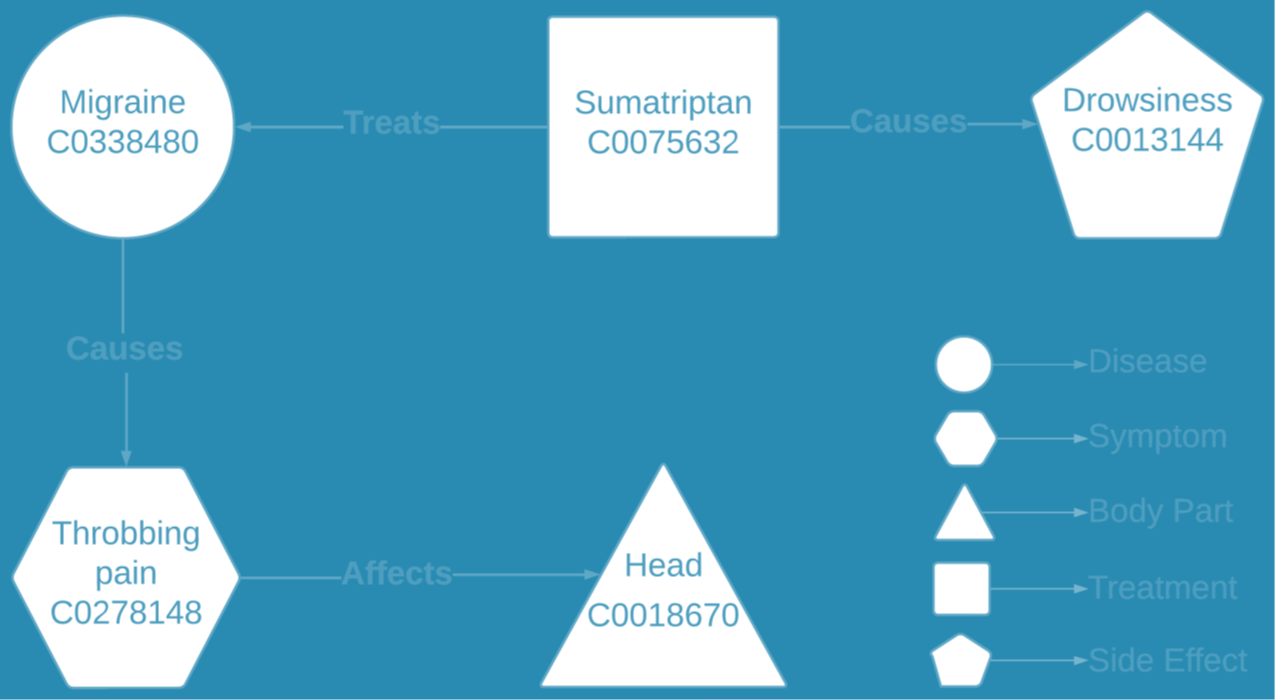 Migraine
C0338480
Treats
Sumatriptan
C0075632
Causes
Drowsiness
C0013144
Causes
Throbbing
pain
C0278148
Affects
Head
C0018670
Disease
Symptom
Body Part
Treatment
Side Effect